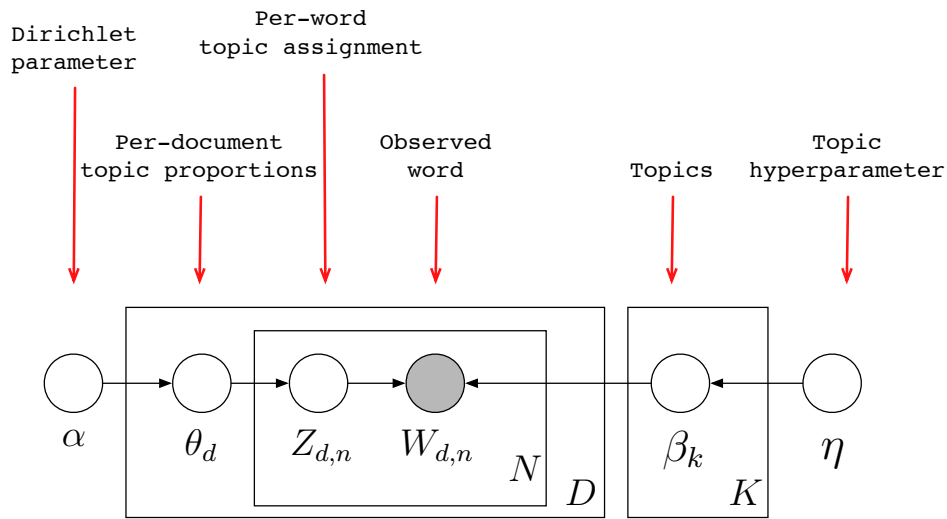 Dirichlet
parameter
Per-word
topic assignment
Per-document
topic proportions
Observed
word
Topics
Topic
hyperparameter
α
θ_d
Z_{d,n}
W_{d,n}
N
D
β_k
K
η